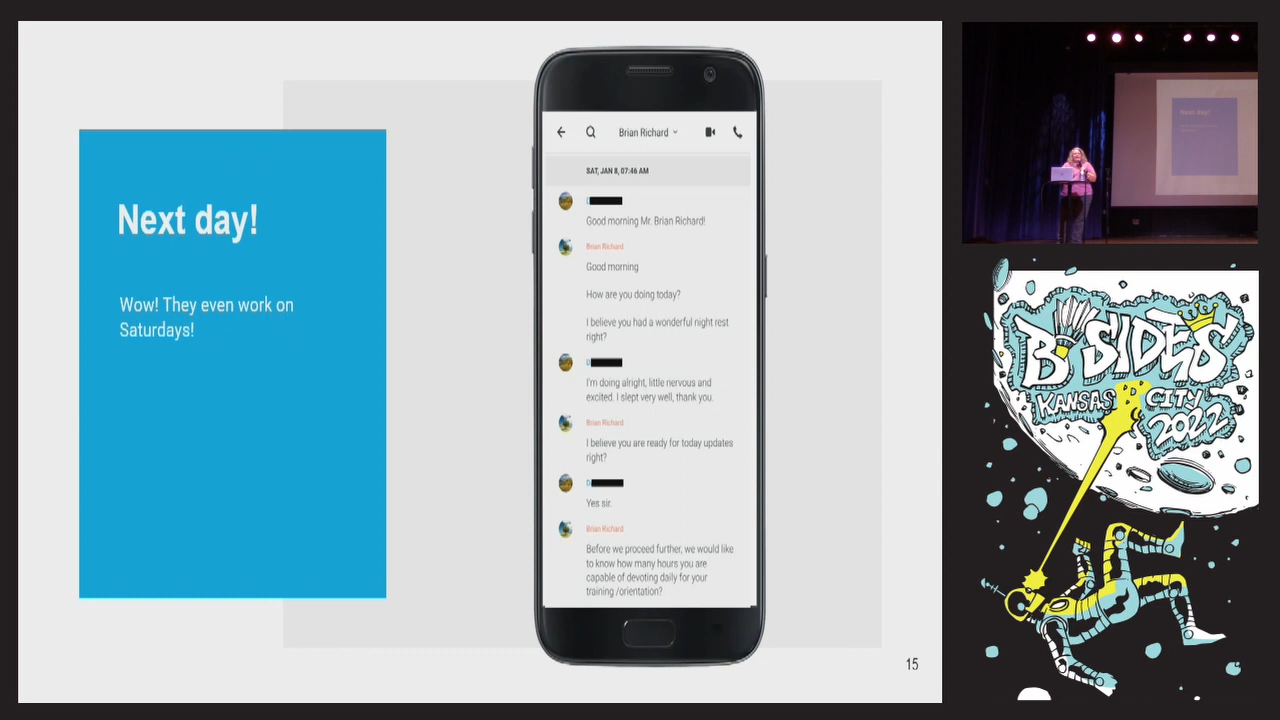 Next day!
Wow! They even work on
Saturdays!
Brian Richard
SAT, JAN 8, 07:46 AM
Good morning Mr. Brian Richard!
Brian Richard
Good morning
How are you doing today?
I believe you had a wonderful night rest
right?
I'm doing alright, little nervous and
excited. I slept very well, thank you.
Brian Richard
I believe you are ready for today updates
right?
Yes sir.
Brian Richard
Before we proceed further, we would like
to know how many hours you are
capable of devoting daily for your
training /orientation?
15
Next day!
B SIDES
KANSAS CITY
2022